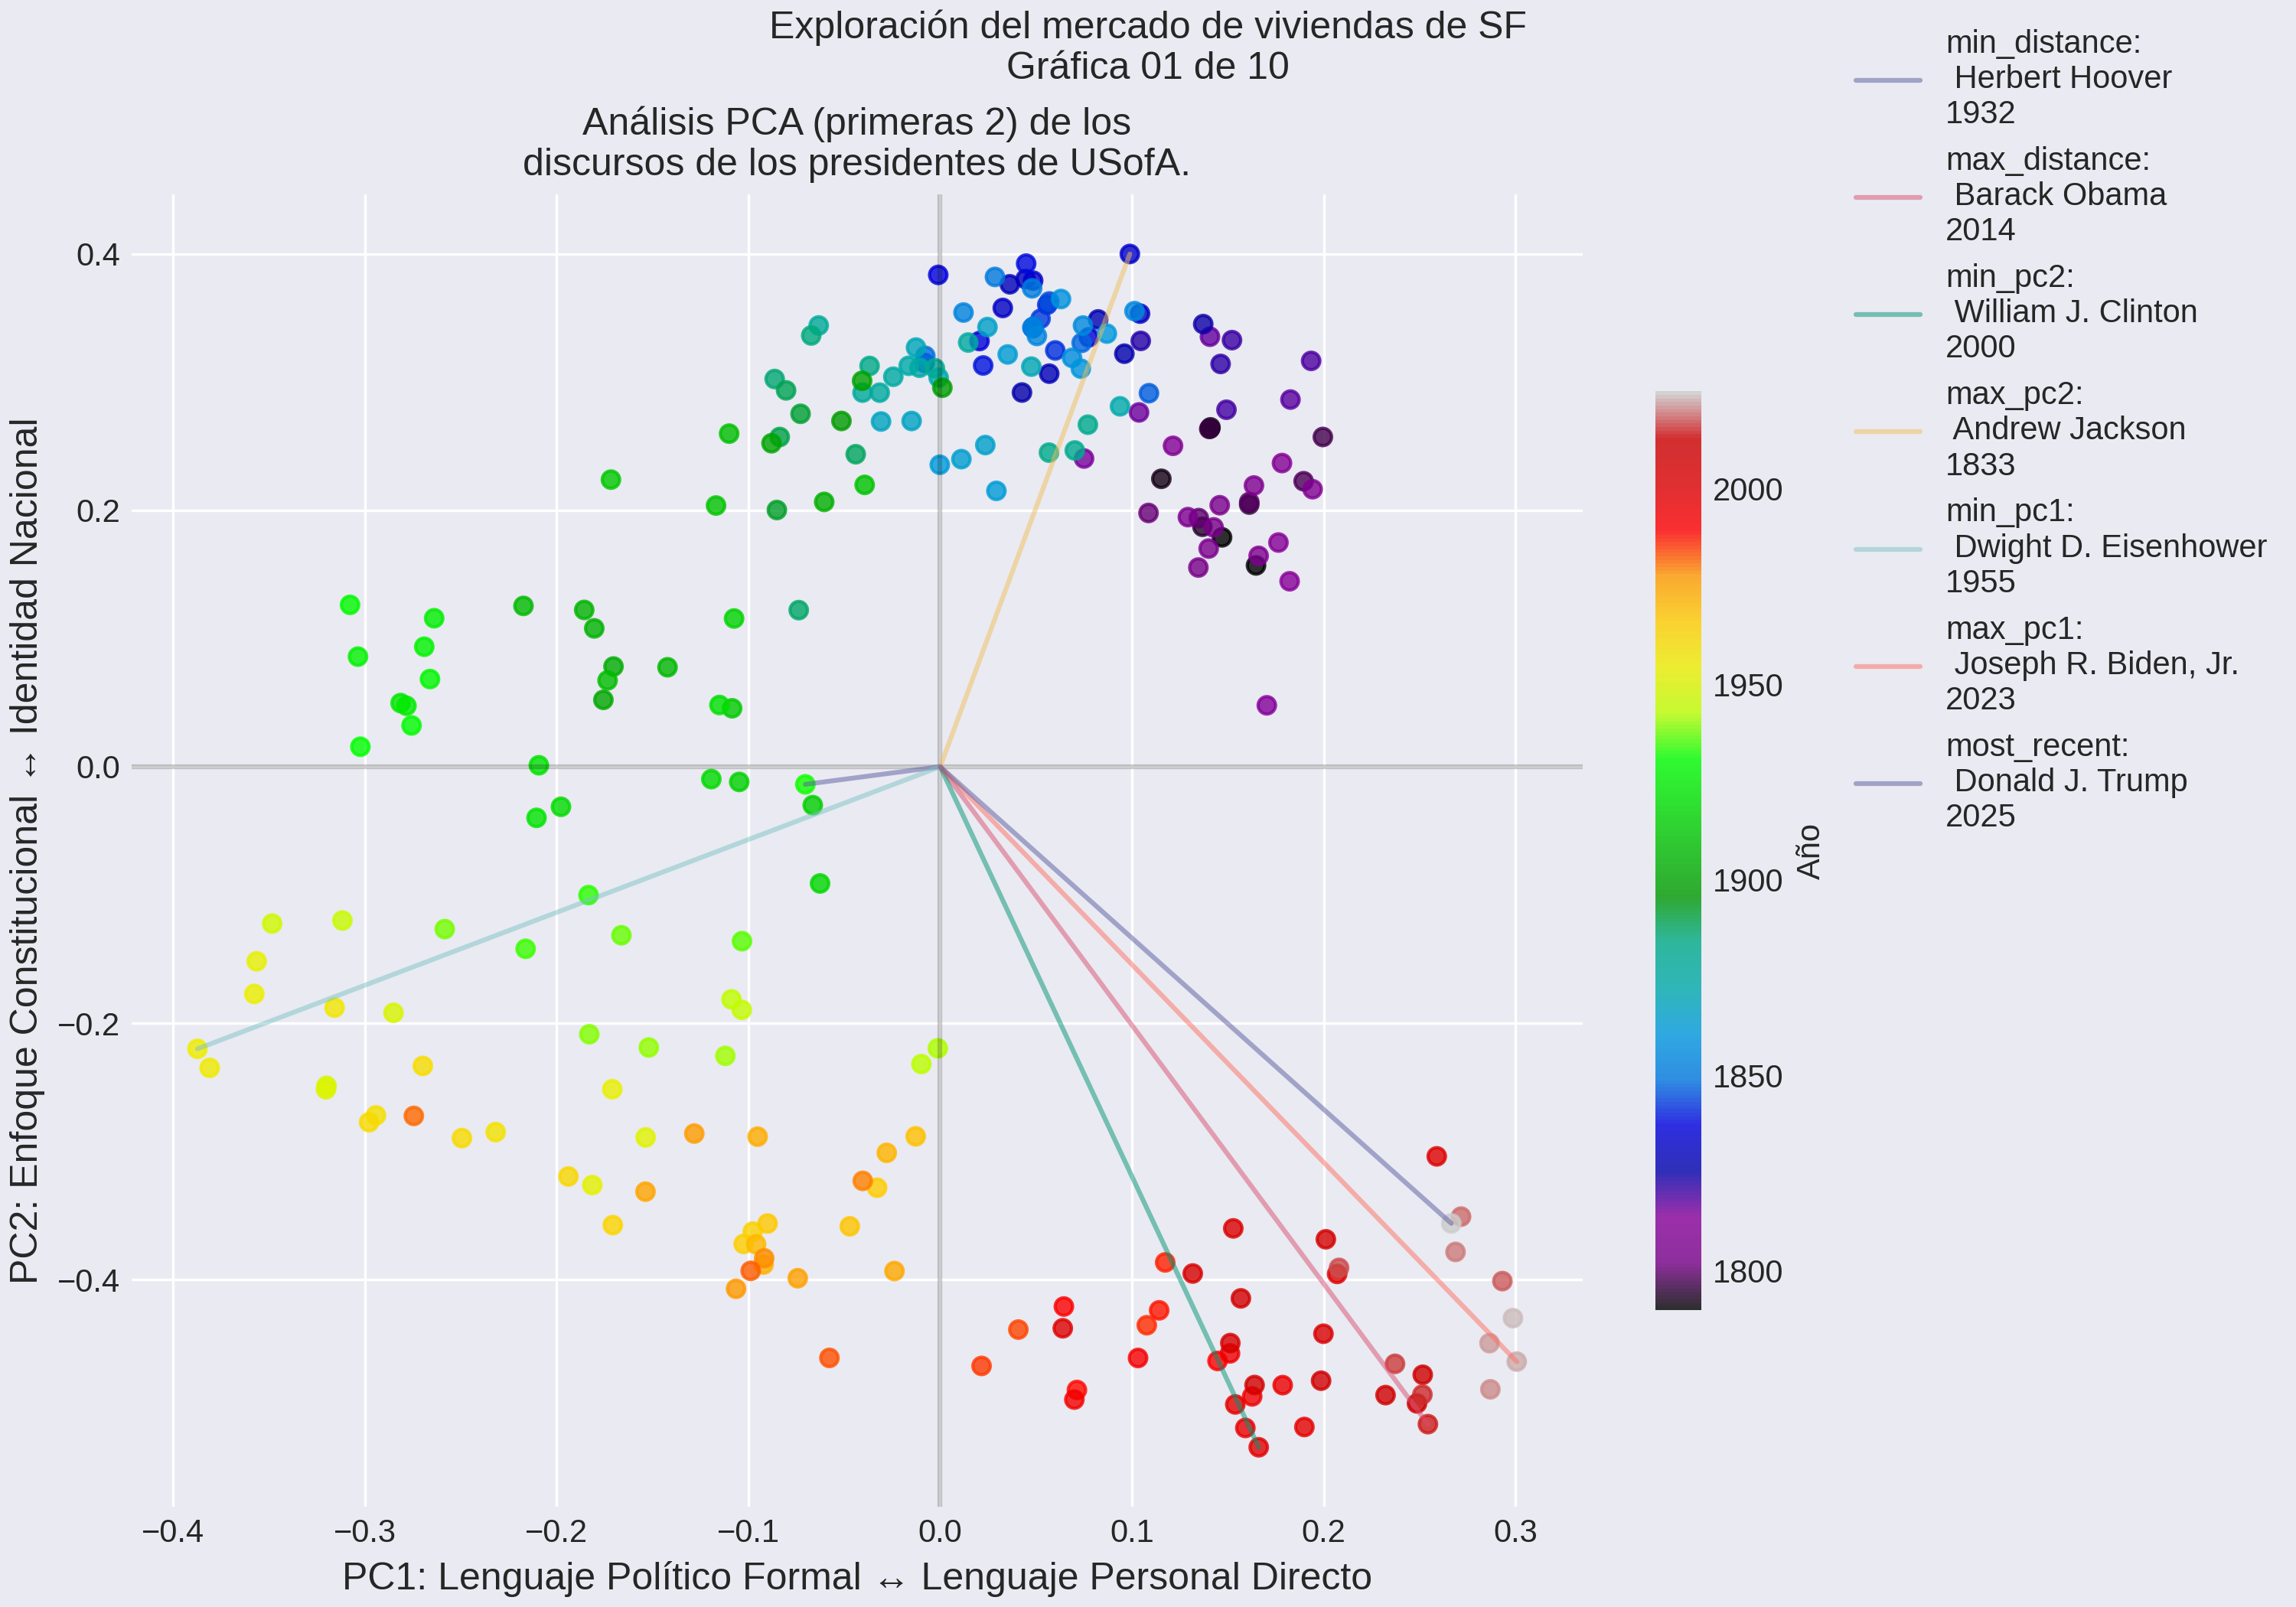 Exploración del mercado de viviendas de SF
Gráfica 01 de 10
Análisis PCA (primeras 2) de los
discursos de los presidentes de USofA.
PC2: Enfoque Constitucional ↔ Identidad Nacional
0.4
0.2
0.0
−0.2
−0.4
−0.4
−0.3
−0.2
−0.1
0.0
0.1
0.2
0.3
PC1: Lenguaje Político Formal ↔ Lenguaje Personal Directo
2000
1950
1900
1850
1800
Año
min_distance:
Herbert Hoover
1932
max_distance:
Barack Obama
2014
min_pc2:
William J. Clinton
2000
max_pc2:
Andrew Jackson
1833
min_pc1:
Dwight D. Eisenhower
1955
max_pc1:
Joseph R. Biden, Jr.
2023
most_recent:
Donald J. Trump
2025